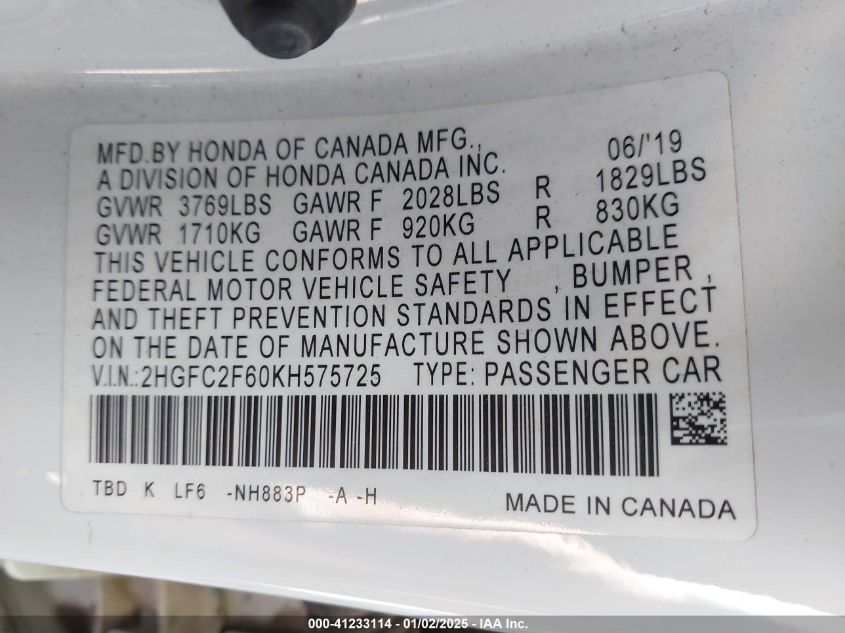 MFD.BY HONDA OF CANADA MFG., 06/'19
A DIVISION OF HONDA CANADA INC.
GVWR 3769LBS GAWR F 2028LBS R 1829LBS
GVWR 1710KG GAWR F 920KG R 830KG
THIS VEHICLE CONFORMS TO ALL APPLICABLE
FEDERAL MOTOR VEHICLE SAFETY , BUMPER ,
AND THEFT PREVENTION STANDARDS IN EFFECT
ON THE DATE OF MANUFACTURE SHOWN ABOVE.
V.I.N.:2HGFC2F60KH575725 TYPE: PASSENGER CAR
TBD K LF6 -NH883P -A -H
MADE IN CANADA
000-41233114 - 01/02/2025 - IAA Inc.